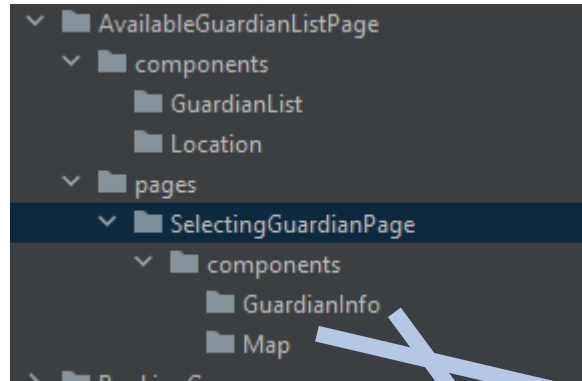 AvailableGuardianListPage
components
GuardianList
Location
pages
SelectingGuardianPage
components
GuardianInfo
Map